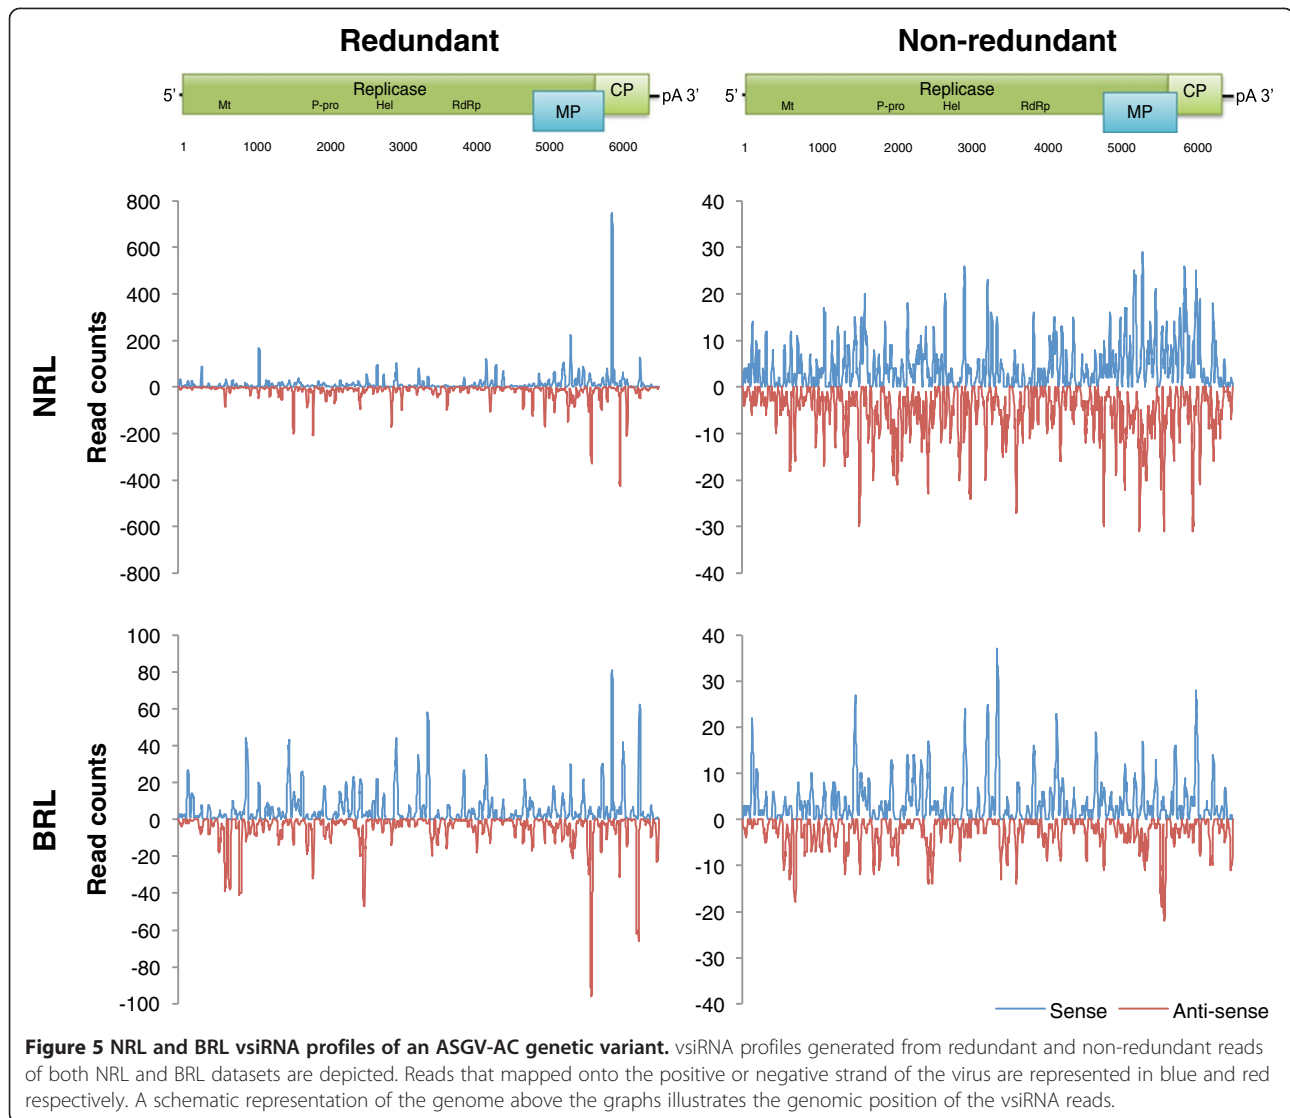 Redundant
Non-redundant
5’ Replicase CP pA 3’
Mt P-pro Hel RdRp MP
1 1000 2000 3000 4000 5000 6000
5’ Replicase CP pA 3’
Mt P-pro Hel RdRp MP
1 1000 2000 3000 4000 5000 6000
NRL
Read counts
800
600
400
200
0
-200
-400
-600
-800
40
30
20
10
0
-10
-20
-30
-40
BRL
Read counts
100
80
60
40
20
0
-20
-40
-60
-80
-100
40
30
20
10
0
-10
-20
-30
-40
Sense Anti-sense
Figure 5 NRL and BRL vsiRNA profiles of an ASGV-AC genetic variant. vsiRNA profiles generated from redundant and non-redundant reads
of both NRL and BRL datasets are depicted. Reads that mapped onto the positive or negative strand of the virus are represented in blue and red
respectively. A schematic representation of the genome above the graphs illustrates the genomic position of the vsiRNA reads.